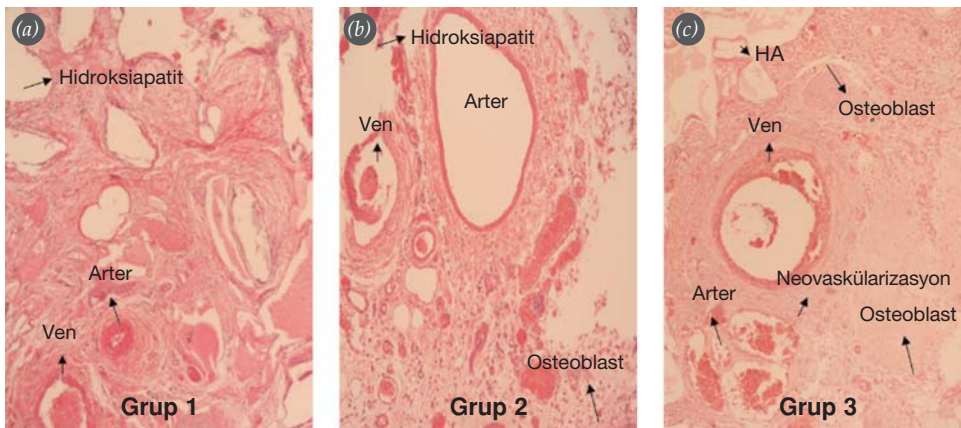 (a)
Hidroksiapatit
Arter
Ven
Grup 1
(b)
Hidroksiapatit
Arter
Ven
Osteoblast
Grup 2
(c)
HA
Osteoblast
Ven
Neovaskülarizasyon
Arter
Osteoblast
Grup 3